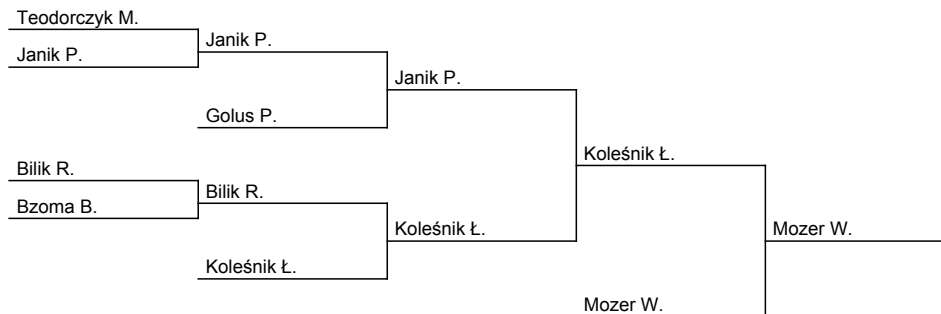 Teodorczyk M.
Janik P.
Janik P.
Janik P.
Golus P.
Koleśnik Ł.
Bilik R.
Bilik R.
Bzoma B.
Koleśnik Ł.
Mozer W.
Koleśnik Ł.
Mozer W.